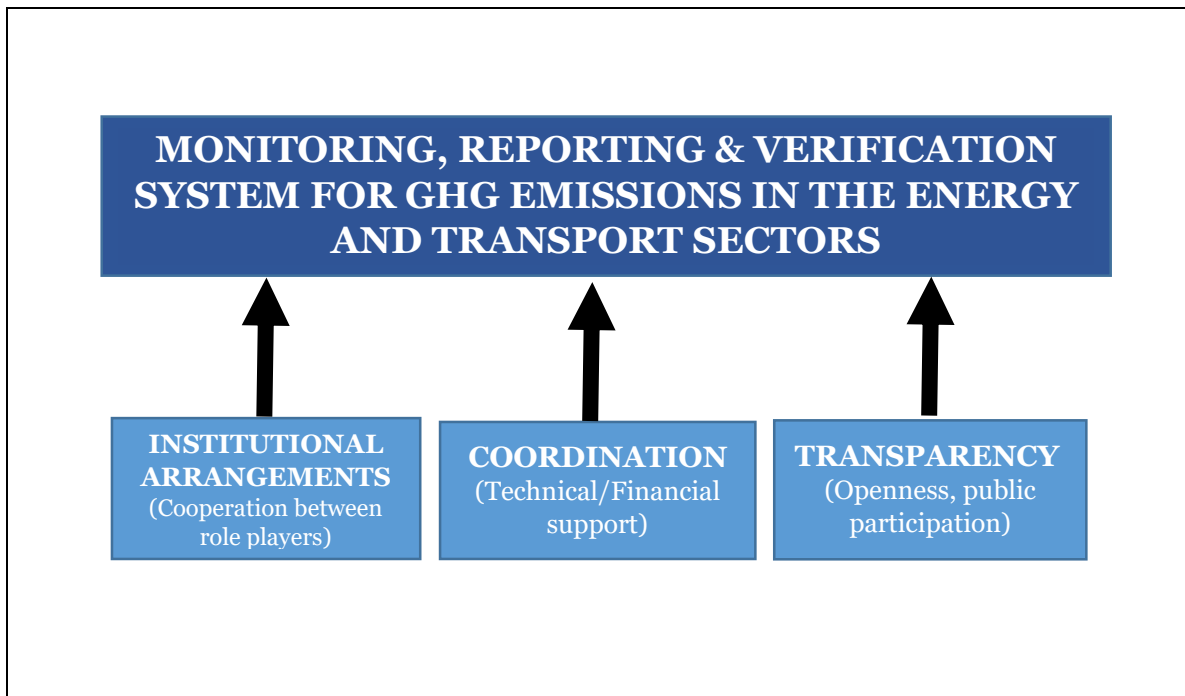 MONITORING, REPORTING & VERIFICATION
SYSTEM FOR GHG EMISSIONS IN THE ENERGY
AND TRANSPORT SECTORS
INSTITUTIONAL
ARRANGEMENTS
(Cooperation between
role players)
COORDINATION
(Technical/Financial
support)
TRANSPARENCY
(Openness, public
participation)